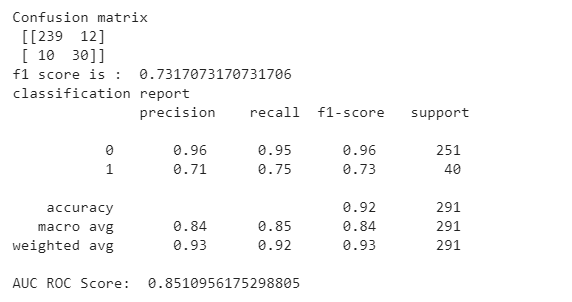 Confusion matrix
[[239 12]
[ 10 30]]
f1 score is : 0.7317073170731706
classification report
precision recall f1-score support
0 0.96 0.95 0.96 251
1 0.71 0.75 0.73 40
accuracy 0.92 291
macro avg 0.84 0.85 0.84 291
weighted avg 0.93 0.92 0.93 291
AUC ROC Score: 0.8510956175298805